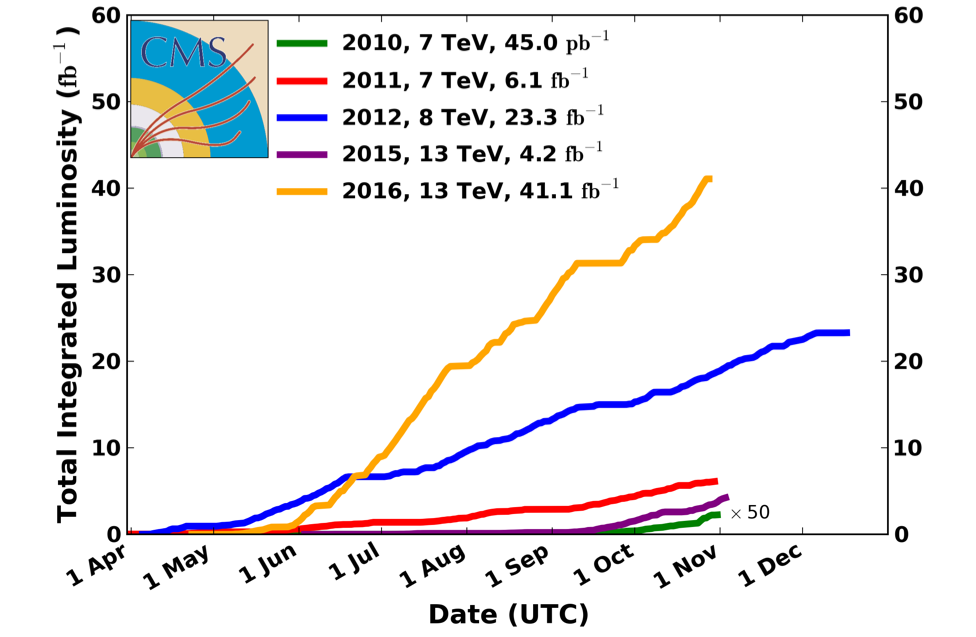 CMS
2010, 7 TeV, 45.0 pb⁻¹
2011, 7 TeV, 6.1 fb⁻¹
2012, 8 TeV, 23.3 fb⁻¹
2015, 13 TeV, 4.2 fb⁻¹
2016, 13 TeV, 41.1 fb⁻¹
Total Integrated Luminosity (fb⁻¹)
60
50
40
30
20
10
0
60
50
40
30
20
10
0
× 50
1 Apr
1 May
1 Jun
1 Jul
1 Aug
1 Sep
1 Oct
1 Nov
1 Dec
Date (UTC)